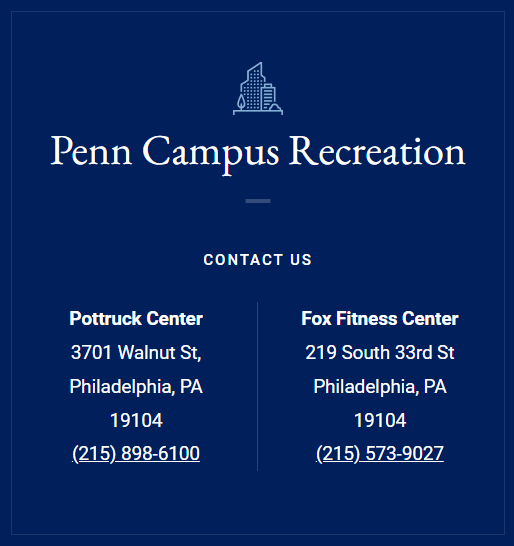 Penn Campus Recreation
CONTACT US
Pottruck Center
3701 Walnut St,
Philadelphia, PA
19104
(215) 898-6100
Fox Fitness Center
219 South 33rd St
Philadelphia, PA
19104
(215) 573-9027